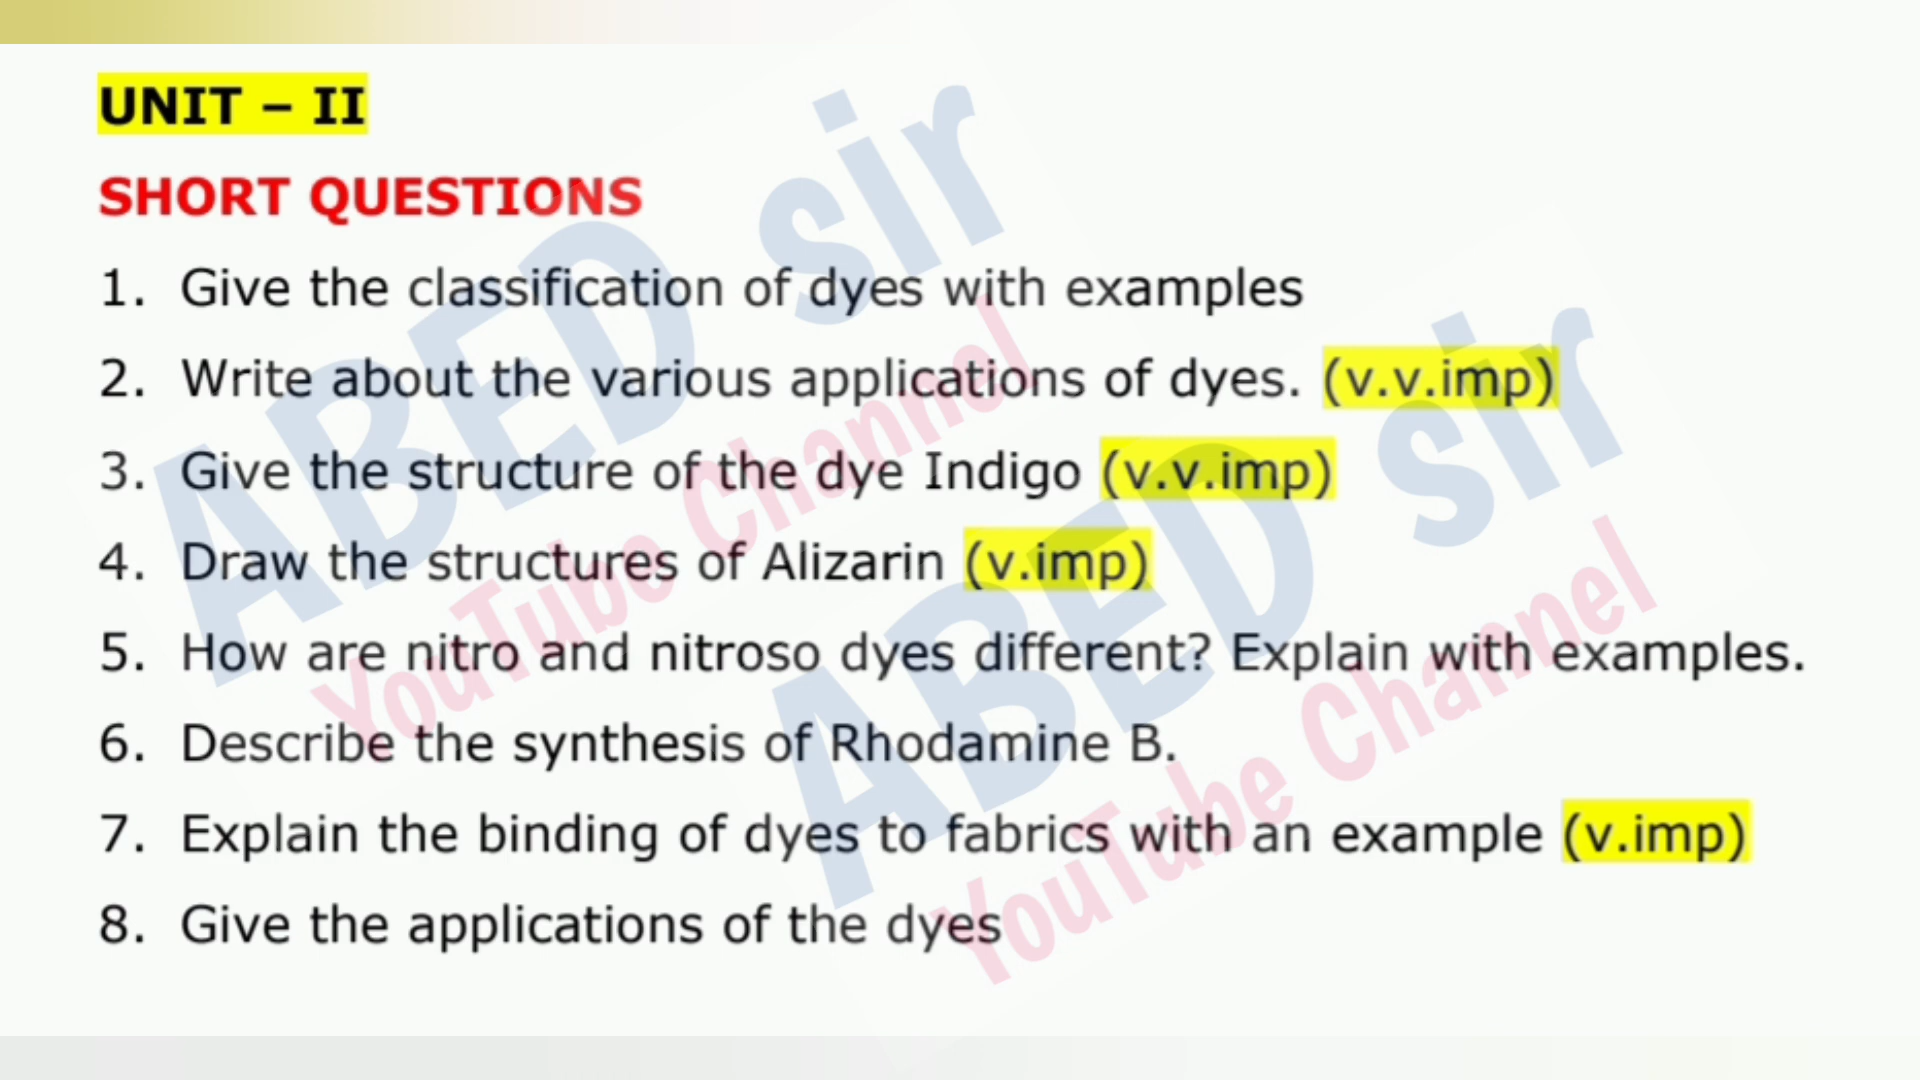 UNIT – II
SHORT QUESTIONS
1. Give the classification of dyes with examples
2. Write about the various applications of dyes. (v.v.imp)
3. Give the structure of the dye Indigo (v.v.imp)
4. Draw the structures of Alizarin (v.imp)
5. How are nitro and nitroso dyes different? Explain with examples.
6. Describe the synthesis of Rhodamine B.
7. Explain the binding of dyes to fabrics with an example (v.imp)
8. Give the applications of the dyes
ABED sir
YouTube Channel
ABED sir
YouTube Channel